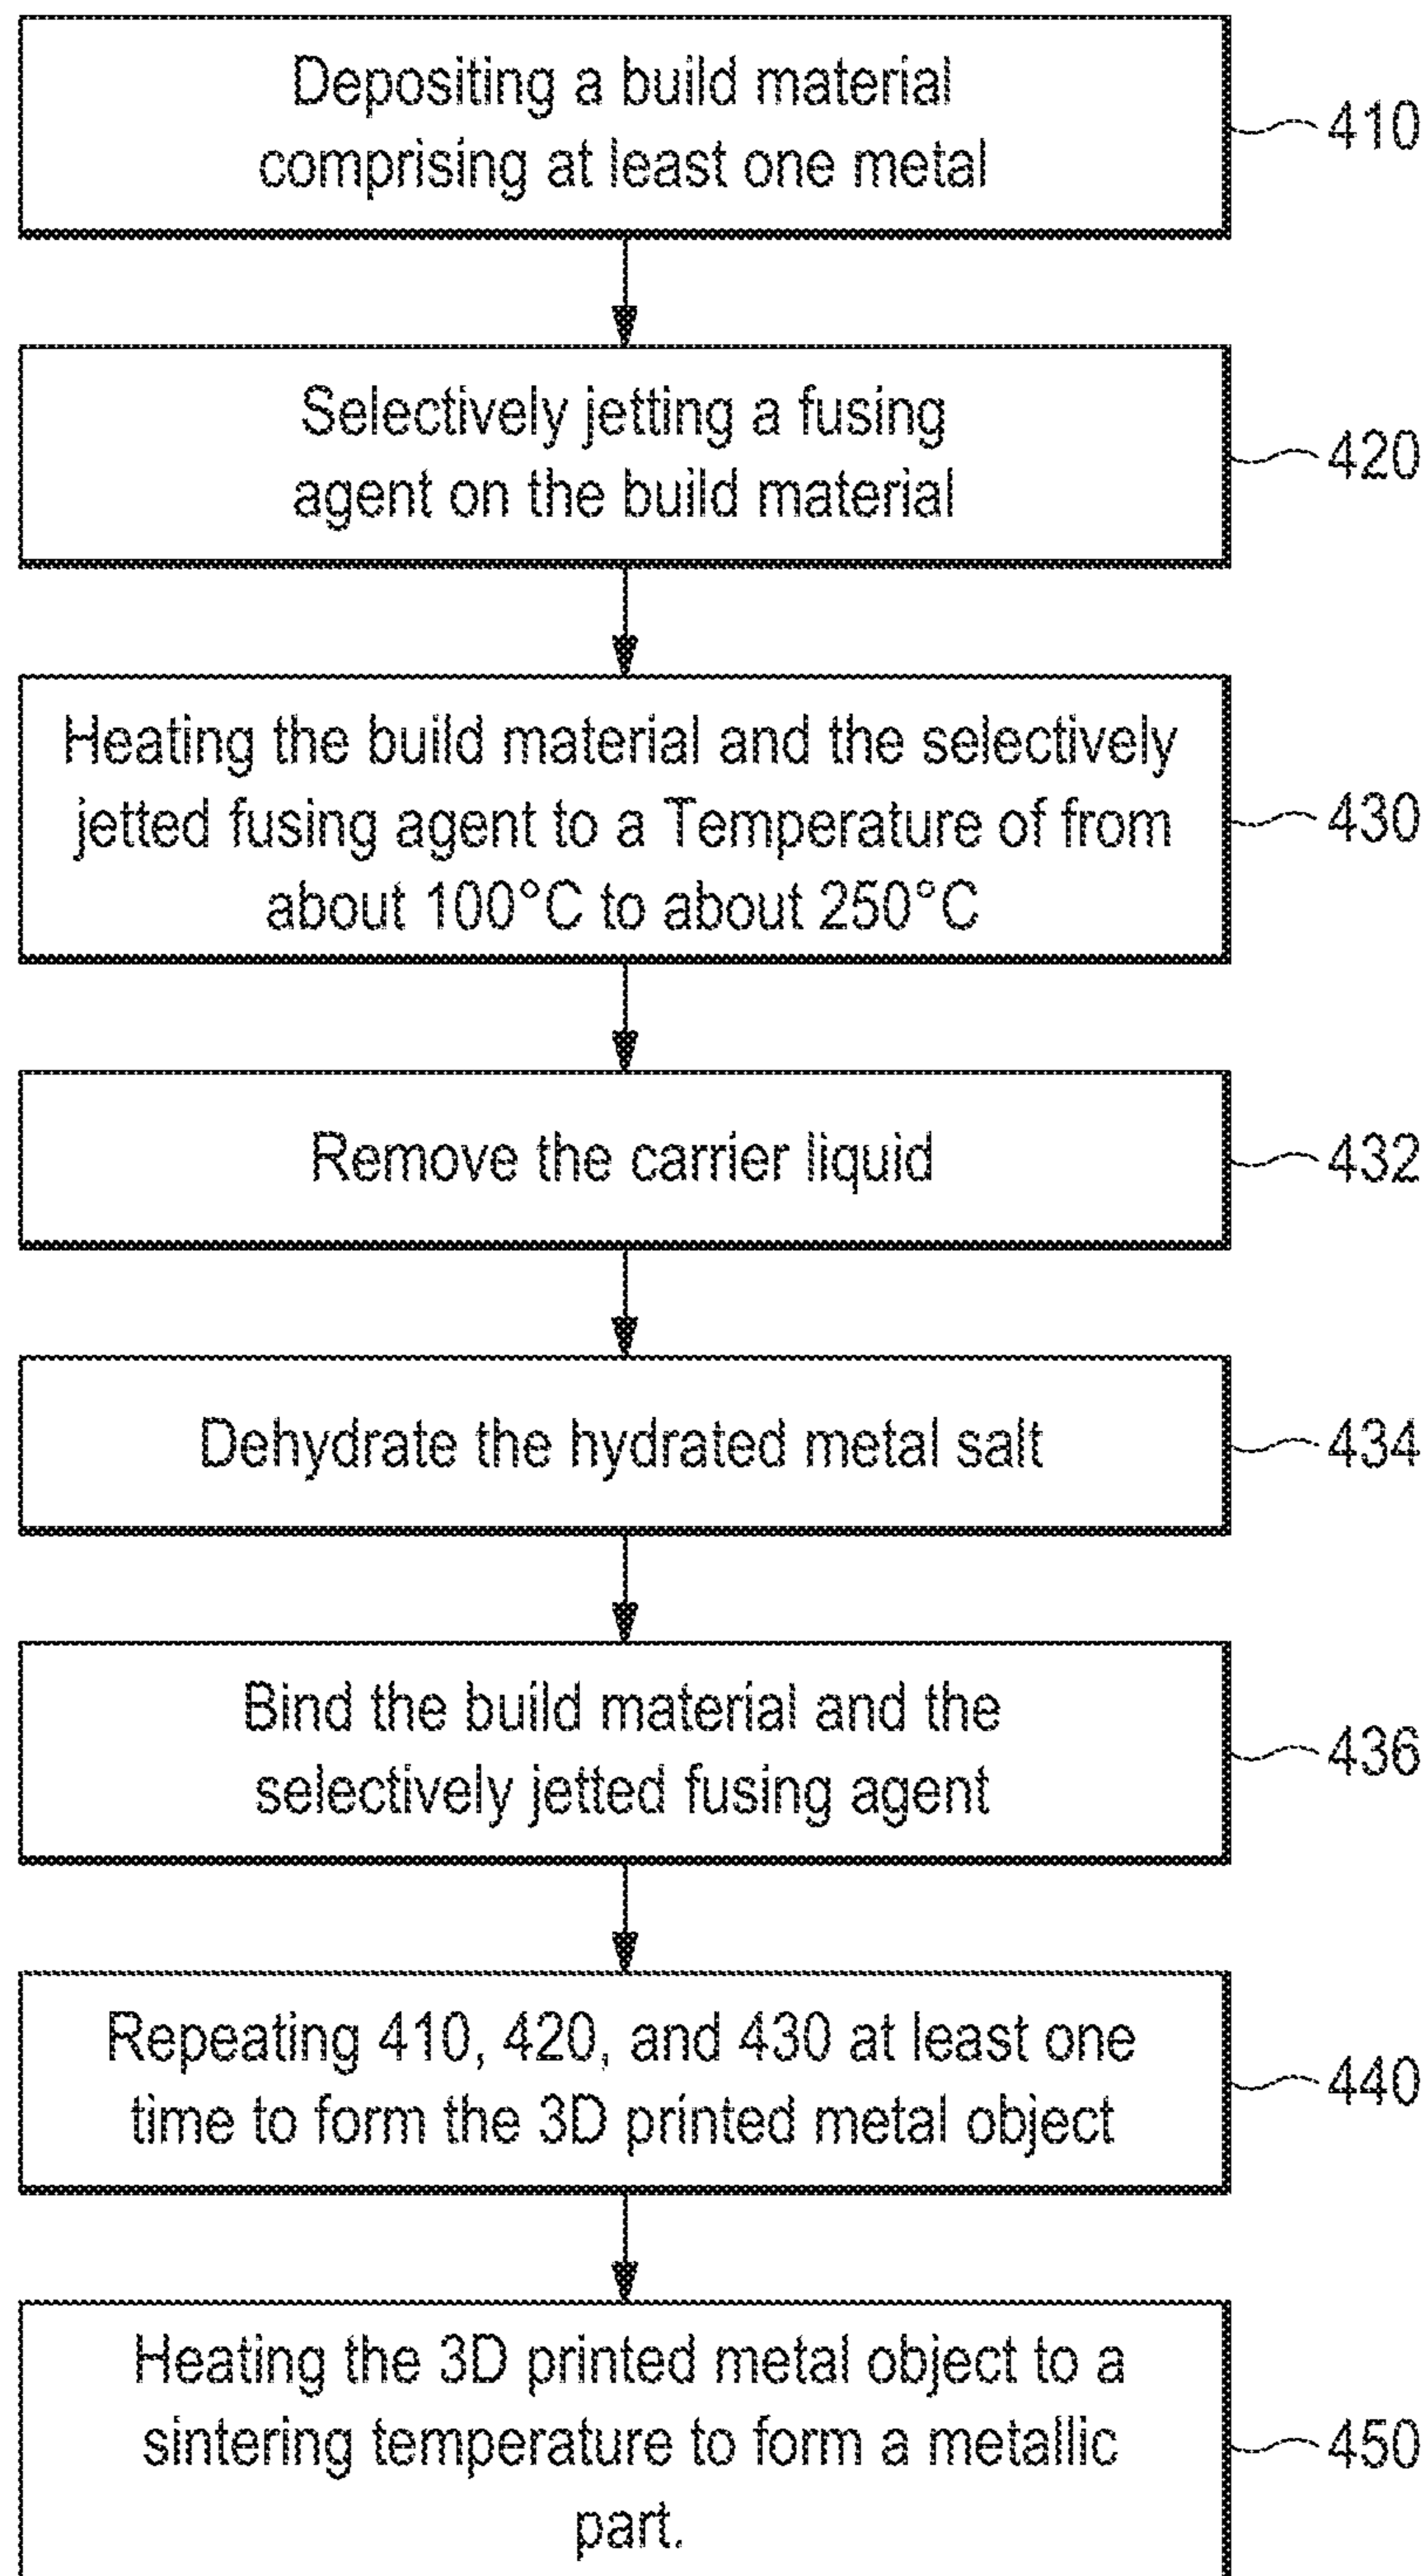 Depositing a build material
comprising at least one metal
410
Selectively jetting a fusing
agent on the build material
420
Heating the build material and the selectively
jetted fusing agent to a Temperature of from
about 100°C to about 250°C
430
Remove the carrier liquid
432
Dehydrate the hydrated metal salt
434
Bind the build material and the
selectively jetted fusing agent
436
Repeating 410, 420, and 430 at least one
time to form the 3D printed metal object
440
Heating the 3D printed metal object to a
sintering temperature to form a metallic
part.
450